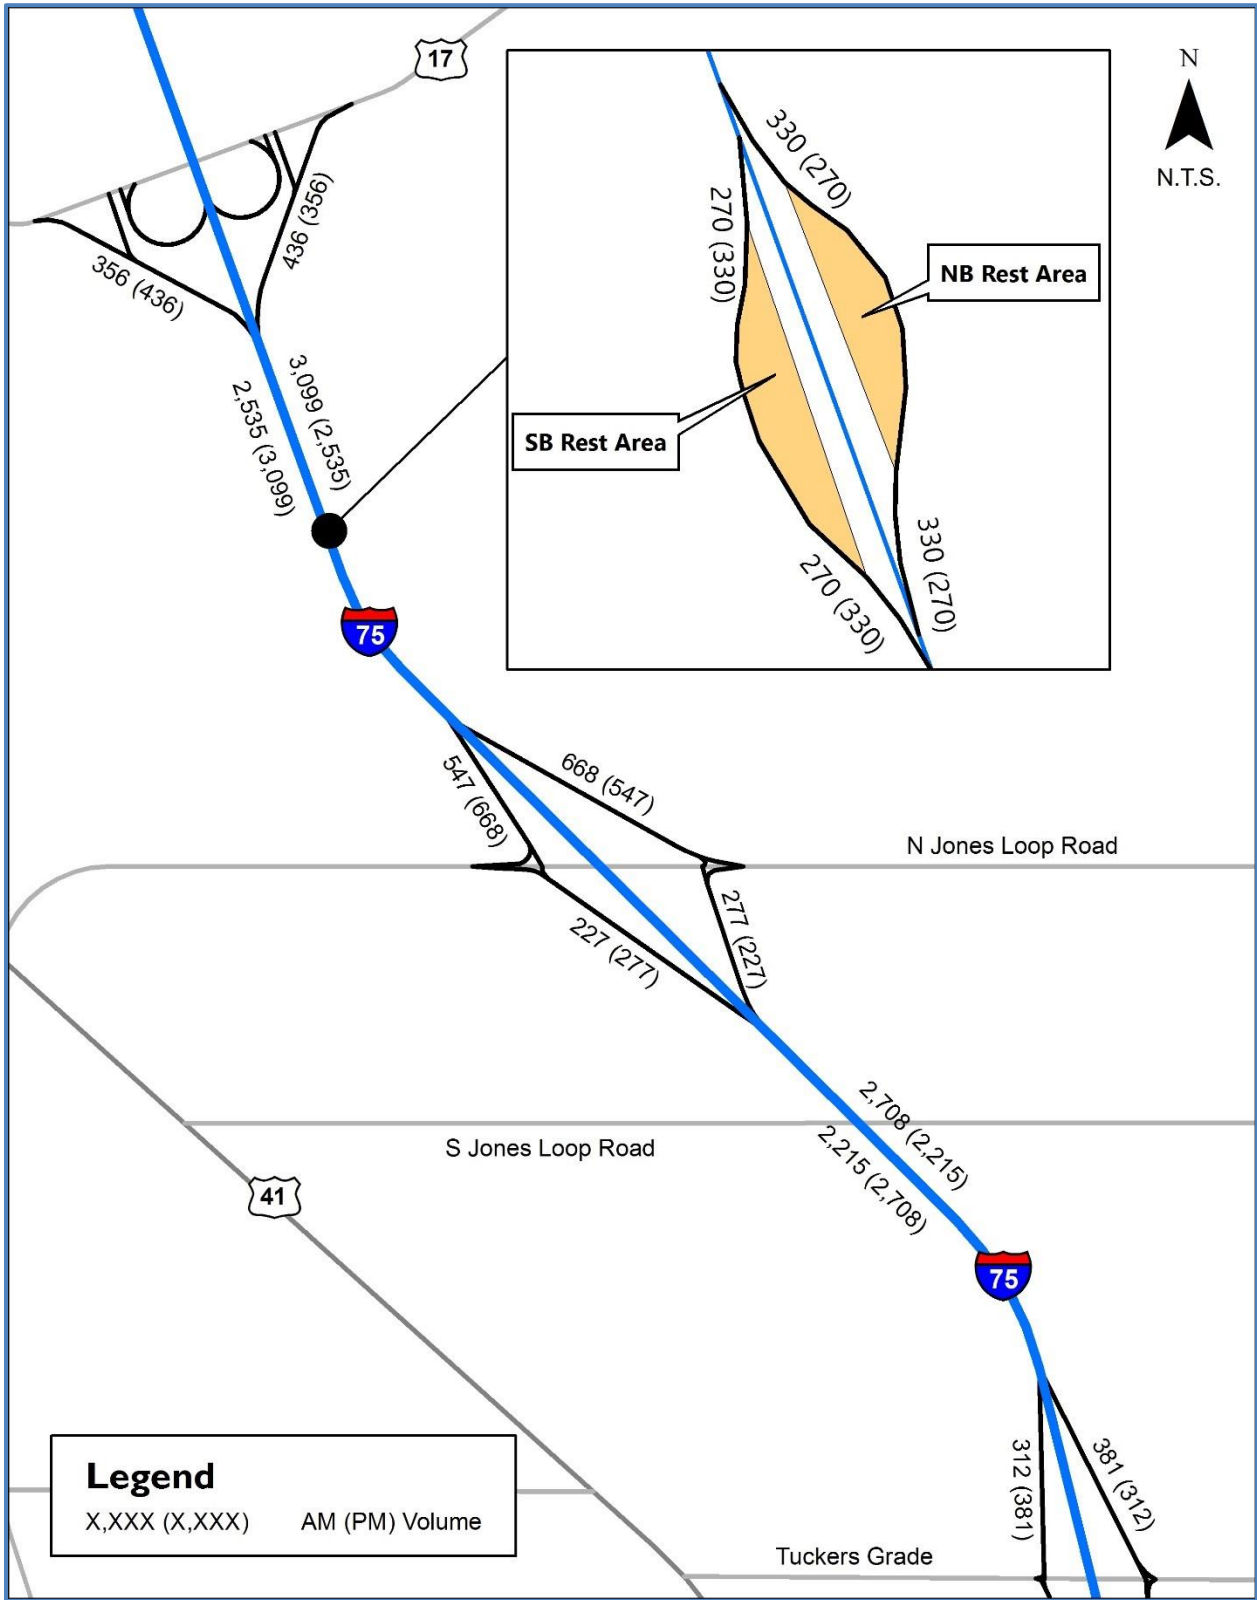 17
N
N.T.S.
330 (270)
270 (330)
NB Rest Area
SB Rest Area
330 (270)
270 (330)
436 (356)
356 (436)
3,099 (2,535)
2,535 (3,099)
75
547 (668)
668 (547)
N Jones Loop Road
227 (277)
277 (227)
2,708 (2,215)
2,215 (2,708)
S Jones Loop Road
41
75
312 (381)
381 (312)
Legend
X,XXX (X,XXX) AM (PM) Volume
Tuckers Grade